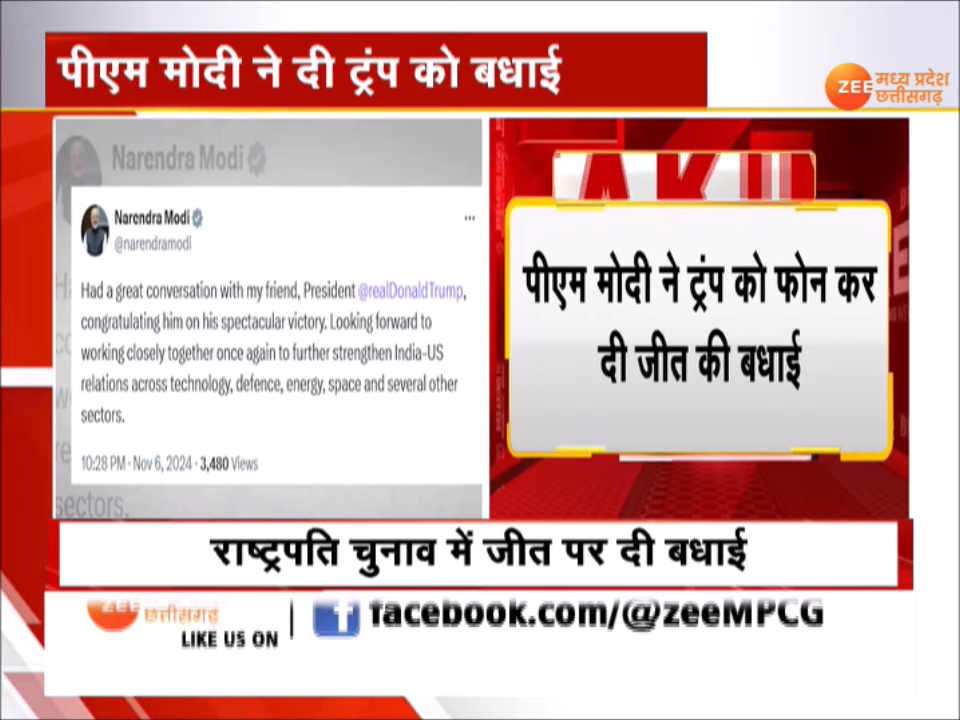 पीएम मोदी ने दी ट्रंप को बधाई
ZEE मध्य प्रदेश
छत्तीसगढ़
Narendra Modi
Narendra Modi
@narendramodi
Had a great conversation with my friend, President @realDonaldTrump,
congratulating him on his spectacular victory. Looking forward to
working closely together once again to further strengthen India-US
relations across technology, defence, energy, space and several other
sectors.
10:28 PM · Nov 6, 2024 · 3,480 Views
sectors.
पीएम मोदी ने ट्रंप को फोन कर
दी जीत की बधाई
राष्ट्रपति चुनाव में जीत पर दी बधाई
ZEE
छत्तीसगढ़
LIKE US ON
facebook.com/@zeeMPCG